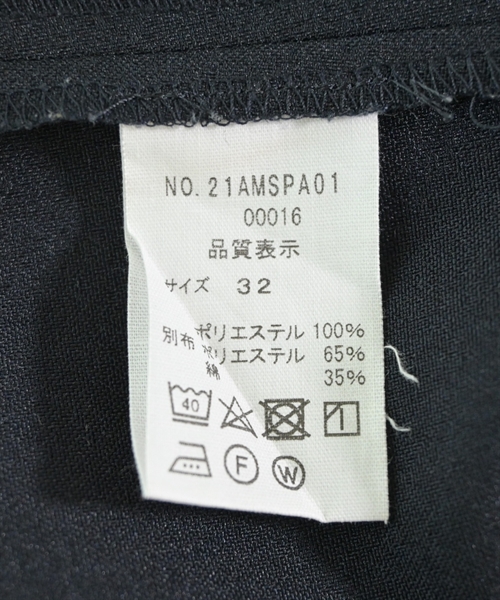 NO. 21AMSPA01
00016
品質表示
サイズ 32
ポリエステル 100%
別布 ポリエステル 65%
綿 35%
40
F W